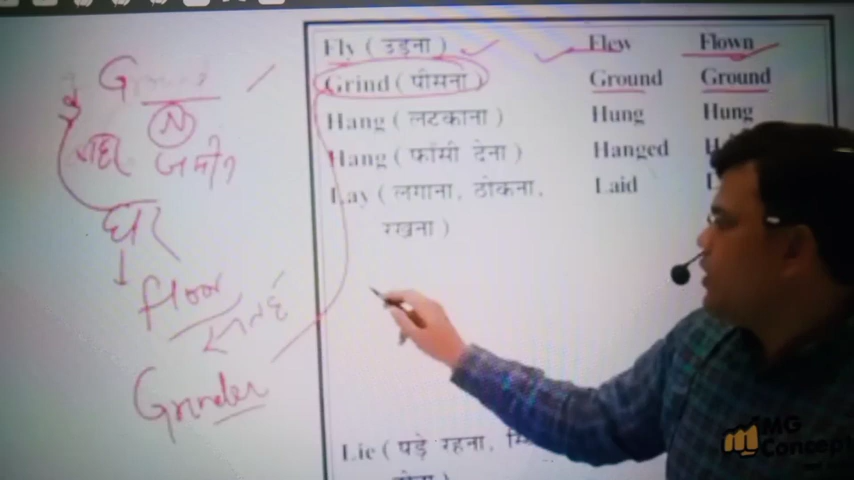 Fly ( उड़ना ) Flew Flown
Grind ( पीसना ) Ground Ground
Hang ( लटकाना ) Hung Hung
Hang ( फाँसी देना ) Hanged
Lay ( लगाना, ठोकना, Laid
रखना )
Lie ( पड़े रहना,
G
N
जमीन
घर
floor
सतह
Grinder
MG
Concept